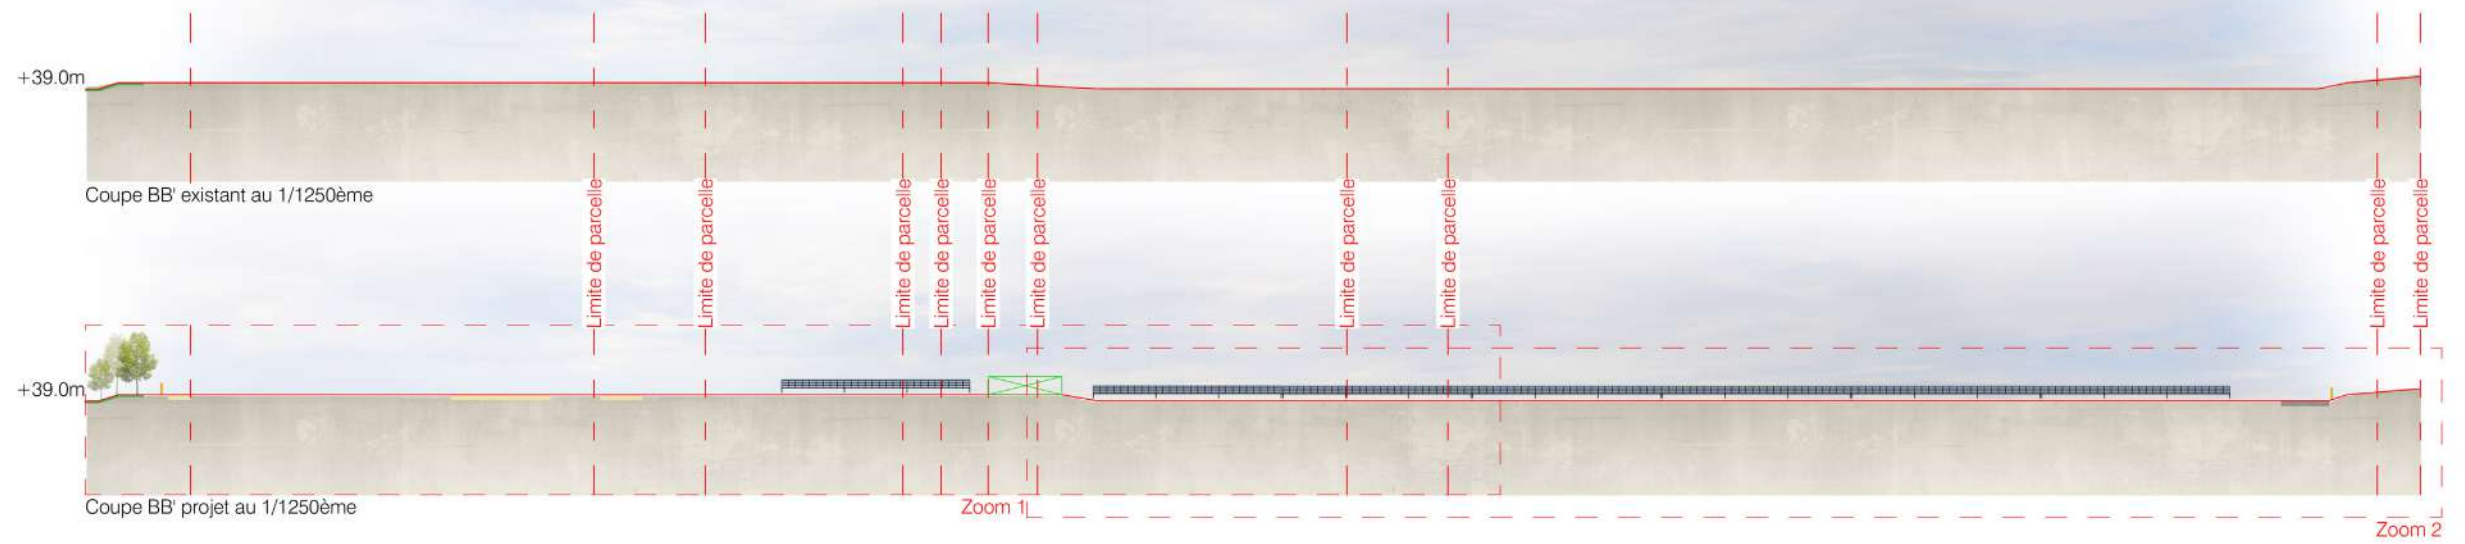 +39.0m
Coupe BB' existant au 1/1250ème
Limite de parcelle
Limite de parcelle
Limite de parcelle
Limite de parcelle
Limite de parcelle
Limite de parcelle
Limite de parcelle
Limite de parcelle
Limite de parcelle
Limite de parcelle
+39.0m
Coupe BB' projet au 1/1250ème
Zoom 1
Zoom 2